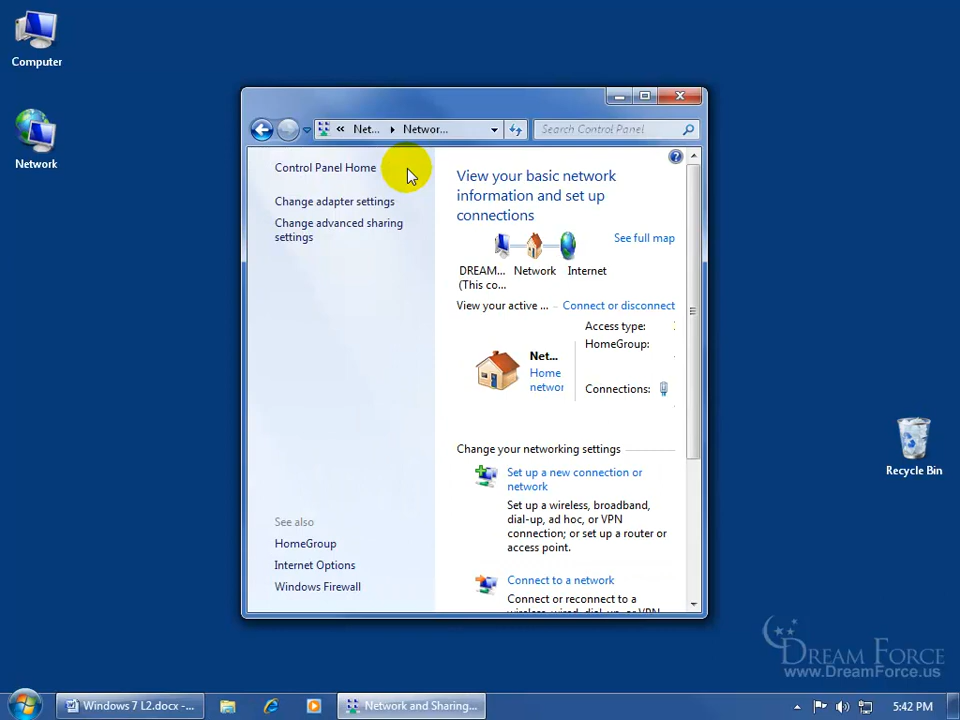 Computer
Network
Net...
Networ...
Search Control Panel
Control Panel Home
Change adapter settings
Change advanced sharing
settings
See also
HomeGroup
Internet Options
Windows Firewall
View your basic network
information and set up
connections
See full map
DREAM...
(This co...
Network
Internet
View your active ...
Connect or disconnect
Access type:
HomeGroup:
Net...
Home
networ
Connections:
Change your networking settings
Set up a new connection or
network
Set up a wireless, broadband,
dial-up, ad hoc, or VPN
connection; or set up a router or
access point.
Connect to a network
Connect or reconnect to a
wireless, wired, dial-up, or VPN
Recycle Bin
DREAM FORCE
www.DreamForce.us
Windows 7 L2.docx -...
Network and Sharing...
5:42 PM